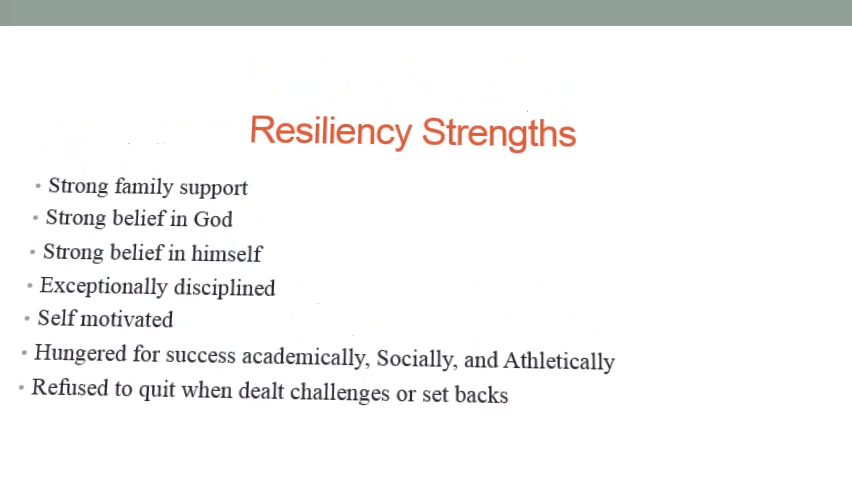 Resiliency Strengths
• Strong family support
• Strong belief in God
• Strong belief in himself
• Exceptionally disciplined
• Self motivated
• Hungered for success academically, Socially, and Athletically
• Refused to quit when dealt challenges or set backs